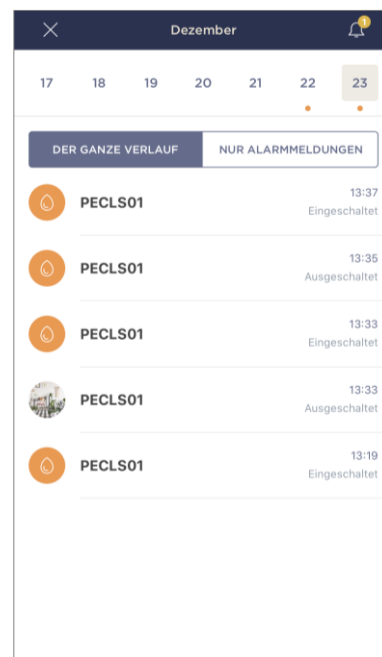 Dezember
1
17 18 19 20 21 22 23
DER GANZE VERLAUF NUR ALARMMELDUNGEN
13:37
PECLS01
Eingeschaltet
13:35
PECLS01
Ausgeschaltet
13:33
PECLS01
Eingeschaltet
13:33
PECLS01
Ausgeschaltet
13:19
PECLS01
Eingeschaltet